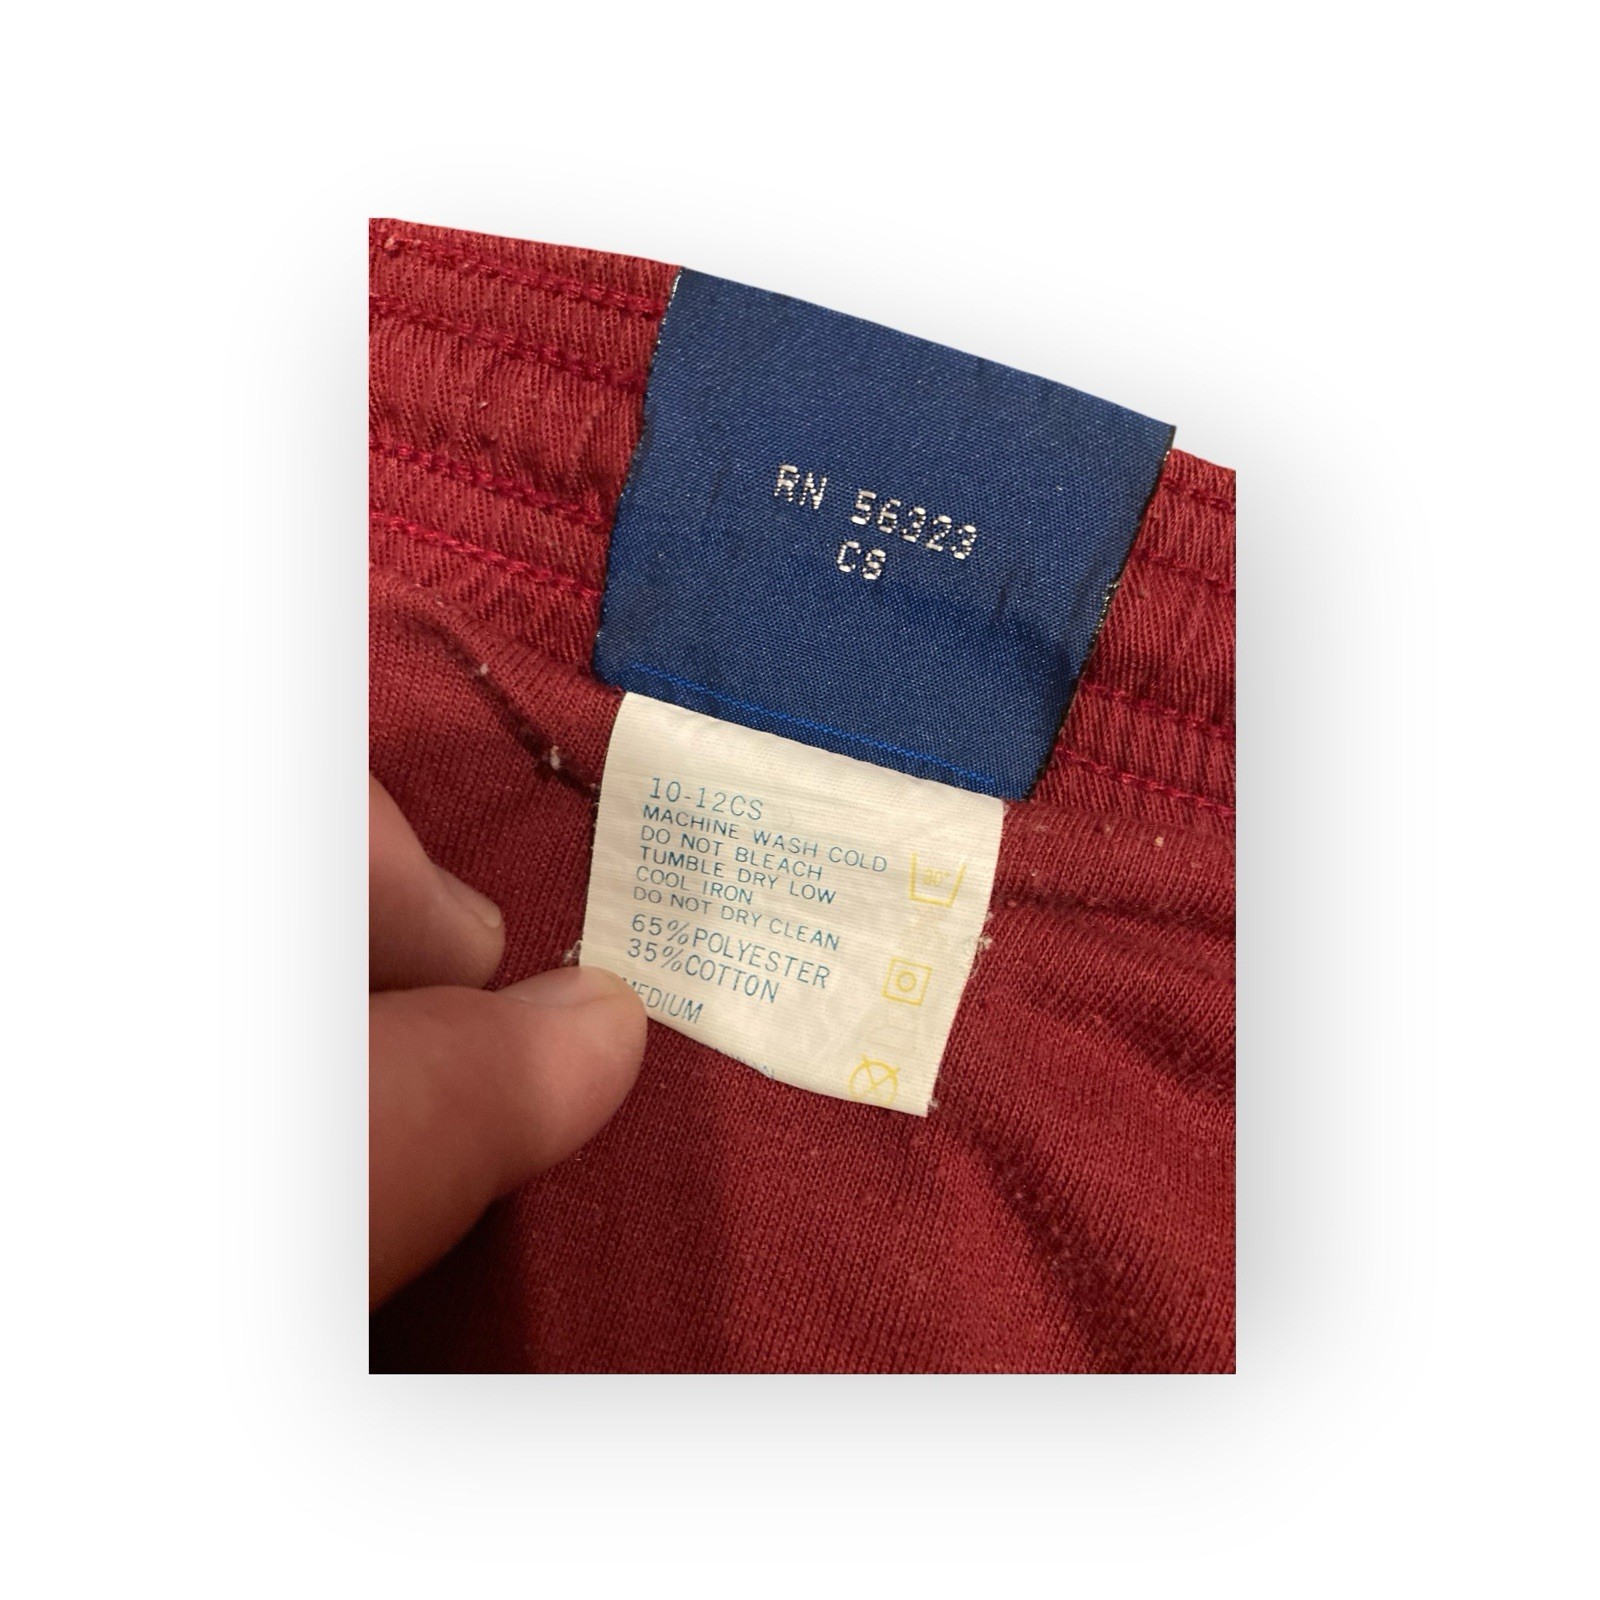 RN 56323
CS
10-12CS
MACHINE WASH COLD
DO NOT BLEACH
TUMBLE DRY LOW
COOL IRON
DO NOT DRY CLEAN
65%POLYESTER
35%COTTON
MEDIUM